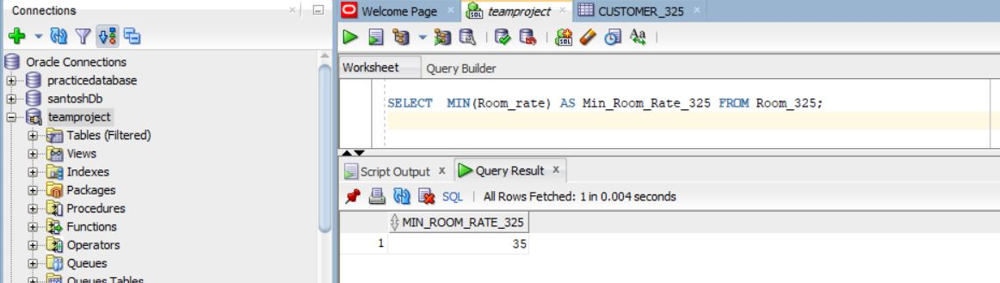 Connections
Welcome Page
teamproject
CUSTOMER_325
Oracle Connections
practicedatabase
santoshDb
teamproject
Tables (Filtered)
Views
Indexes
Packages
Procedures
Functions
Operators
Queues
Queues Tables
Worksheet
Query Builder
SELECT  MIN(Room_rate) AS Min_Room_Rate_325 FROM Room_325;
Script Output
Query Result
SQL
All Rows Fetched: 1 in 0.004 seconds
MIN_ROOM_RATE_325
1 35